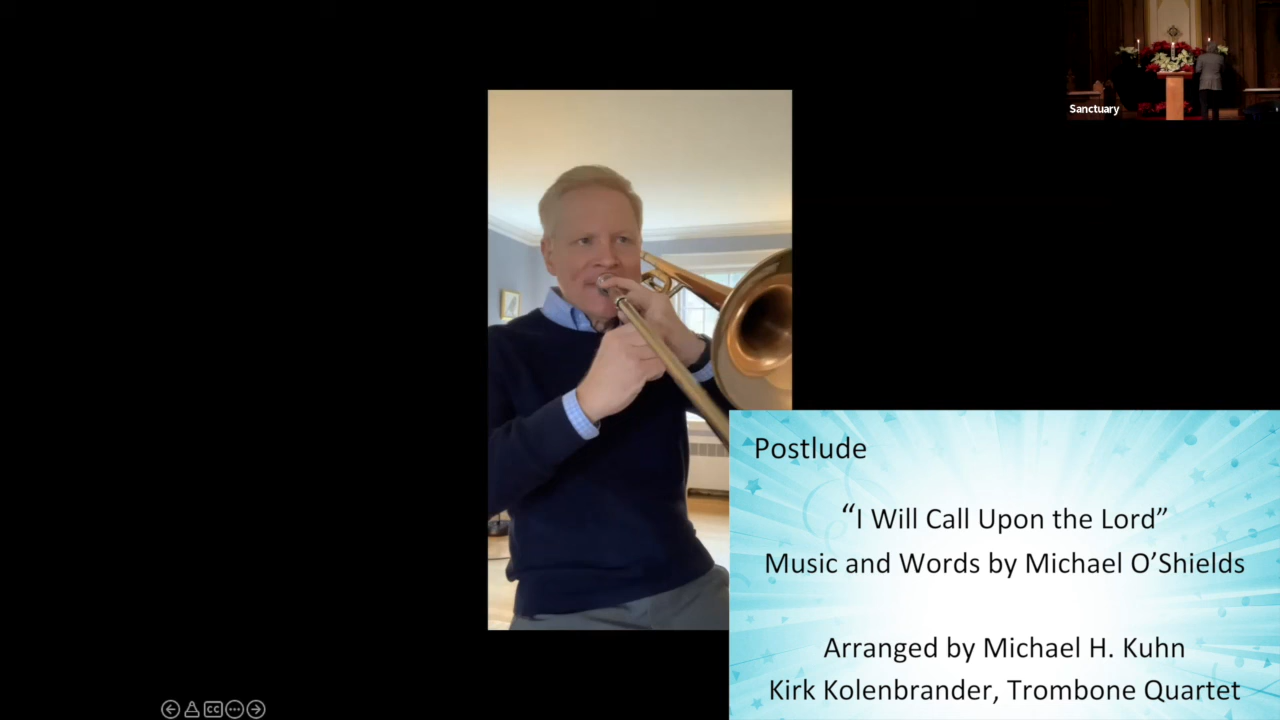 Sanctuary
Postlude
“I Will Call Upon the Lord”
Music and Words by Michael O’Shields
Arranged by Michael H. Kuhn
Kirk Kolenbrander, Trombone Quartet
CC